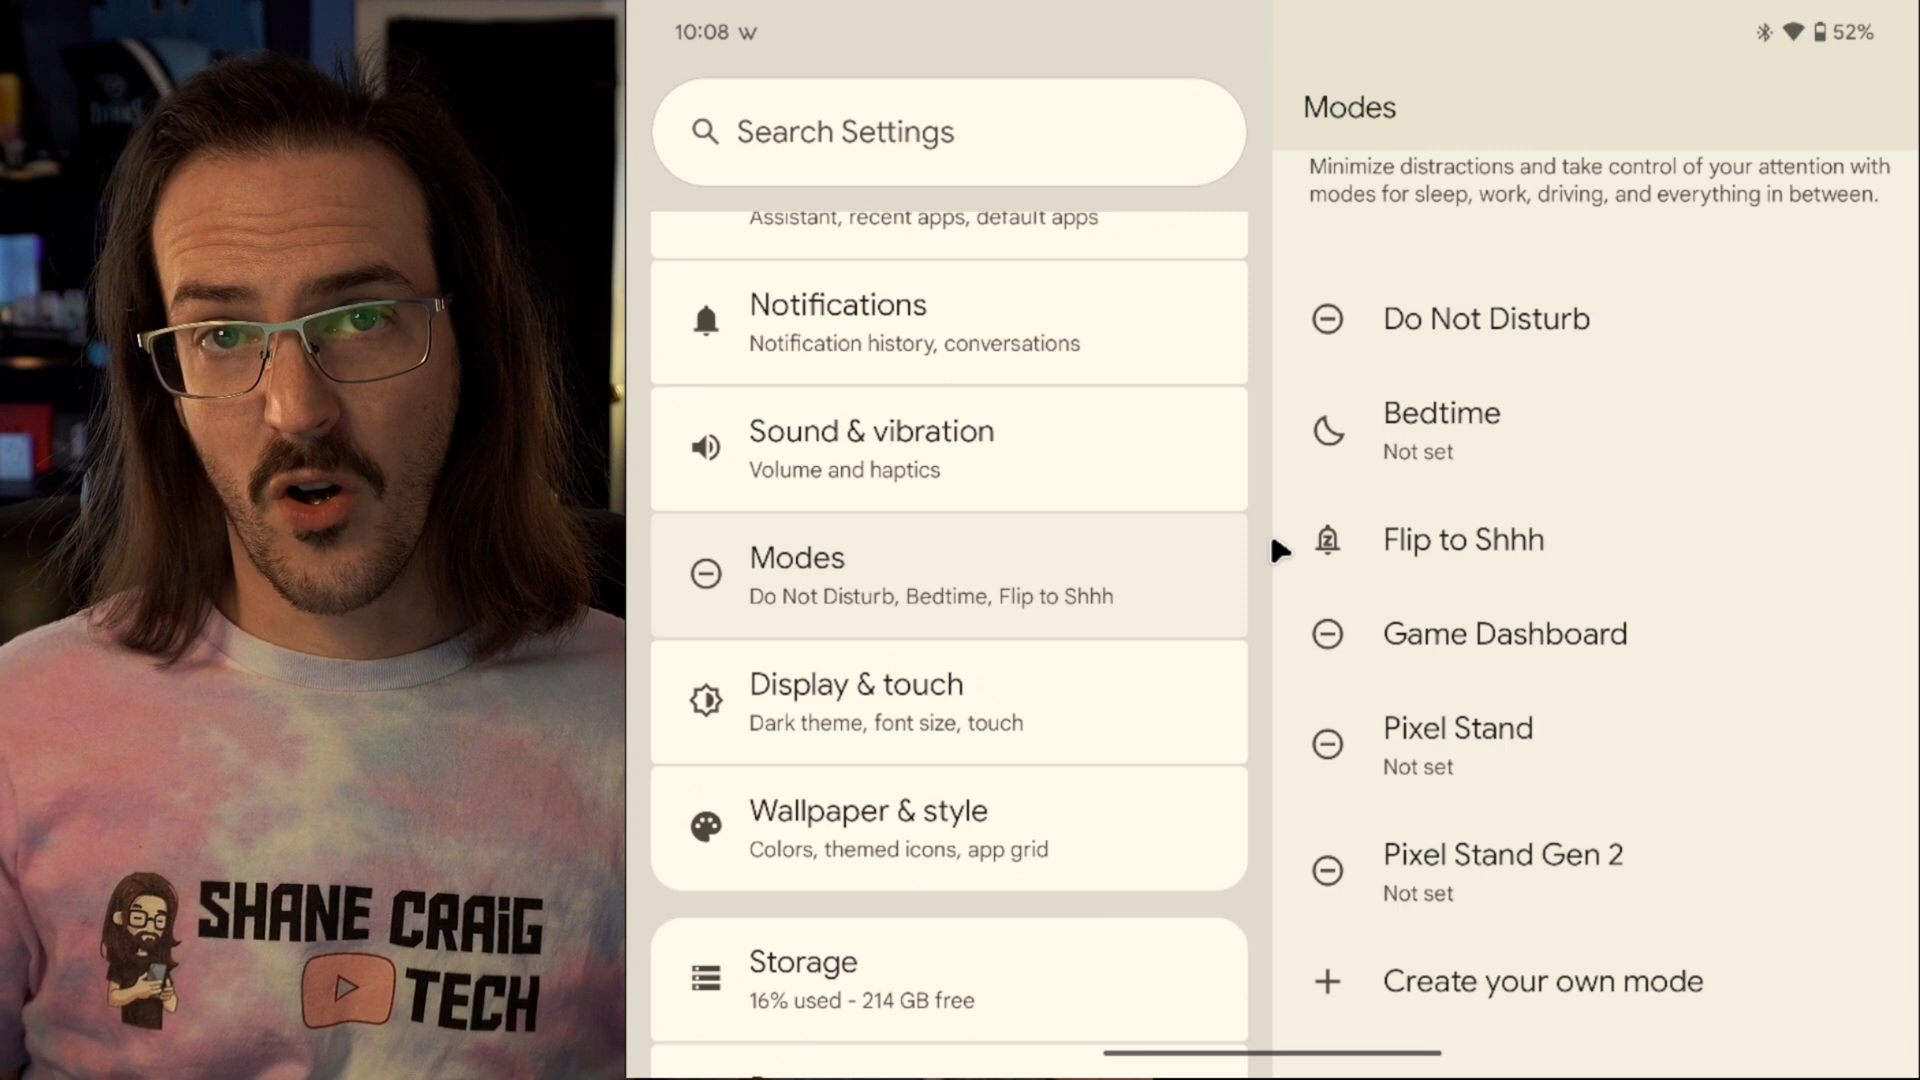 10:08
52%
Search Settings
Assistant, recent apps, default apps
Notifications
Notification history, conversations
Sound & vibration
Volume and haptics
Modes
Do Not Disturb, Bedtime, Flip to Shhh
Display & touch
Dark theme, font size, touch
Wallpaper & style
Colors, themed icons, app grid
Storage
16% used - 214 GB free
Modes
Minimize distractions and take control of your attention with
modes for sleep, work, driving, and everything in between.
Do Not Disturb
Bedtime
Not set
Flip to Shhh
Game Dashboard
Pixel Stand
Not set
Pixel Stand Gen 2
Not set
Create your own mode
SHANE CRAIG
TECH